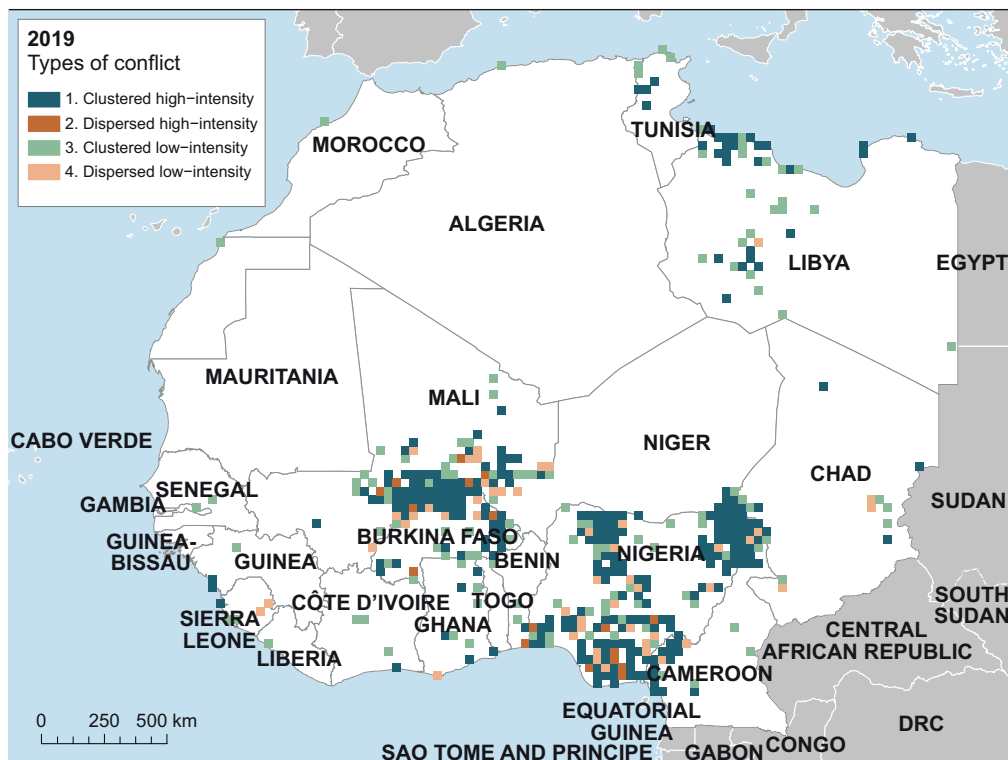 2019
Types of conflict
1. Clustered high−intensity
2. Dispersed high−intensity
3. Clustered low−intensity
4. Dispersed low−intensity
MOROCCO
TUNISIA
ALGERIA
LIBYA
EGYPT
MAURITANIA
MALI
NIGER
CABO VERDE
CHAD
SENEGAL
GAMBIA
SUDAN
GUINEA-
BISSAU
GUINEA
BURKINA FASO
BENIN
NIGERIA
CÔTE D'IVOIRE
TOGO
GHANA
SIERRA
LEONE
LIBERIA
SOUTH
SUDAN
CENTRAL
AFRICAN REPUBLIC
CAMEROON
EQUATORIAL
GUINEA
DRC
SAO TOME AND PRINCIPE
GABON
CONGO
0 250 500 km